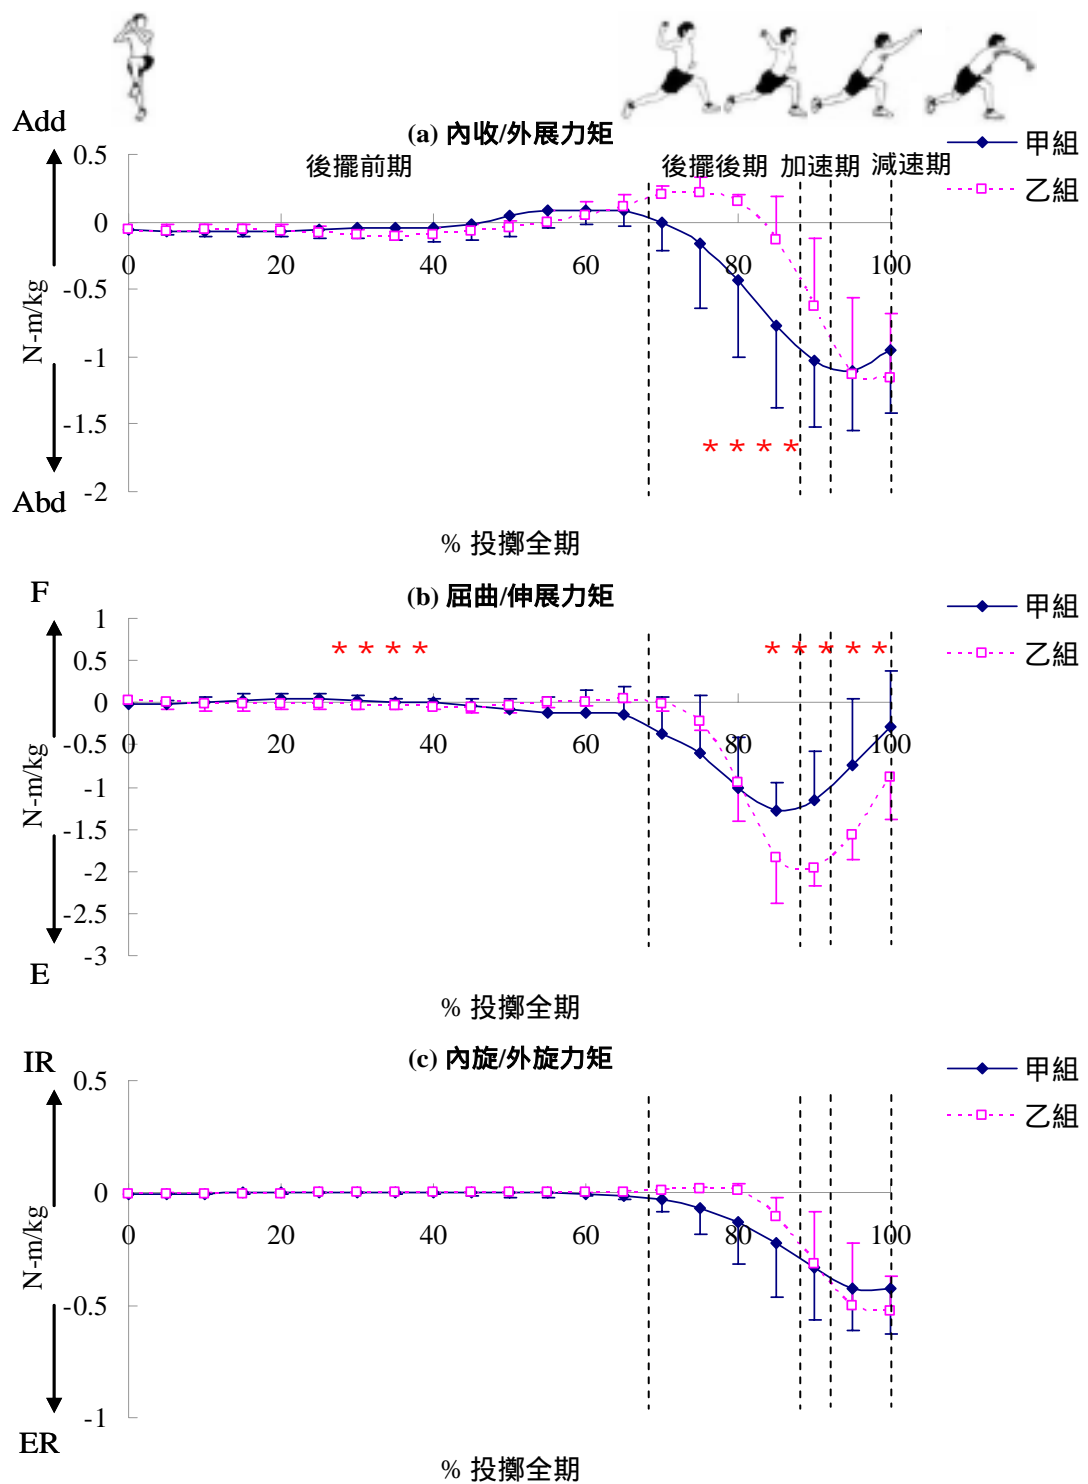 Add
(a) 內收/外展力矩
甲組
乙組
後擺前期
後擺後期
加速期
減速期
0.5
0
-0.5
-1
-1.5
-2
0
20
40
60
80
100
N-m/kg
＊＊＊＊
Abd
% 投擲全期
F
(b) 屈曲/伸展力矩
甲組
乙組
1
0.5
0
-0.5
-1
-1.5
-2
-2.5
-3
0
20
40
60
80
100
N-m/kg
＊＊＊＊
＊＊＊＊＊
E
% 投擲全期
IR
(c) 內旋/外旋力矩
甲組
乙組
0.5
0
-0.5
-1
0
20
40
60
80
100
N-m/kg
ER
% 投擲全期